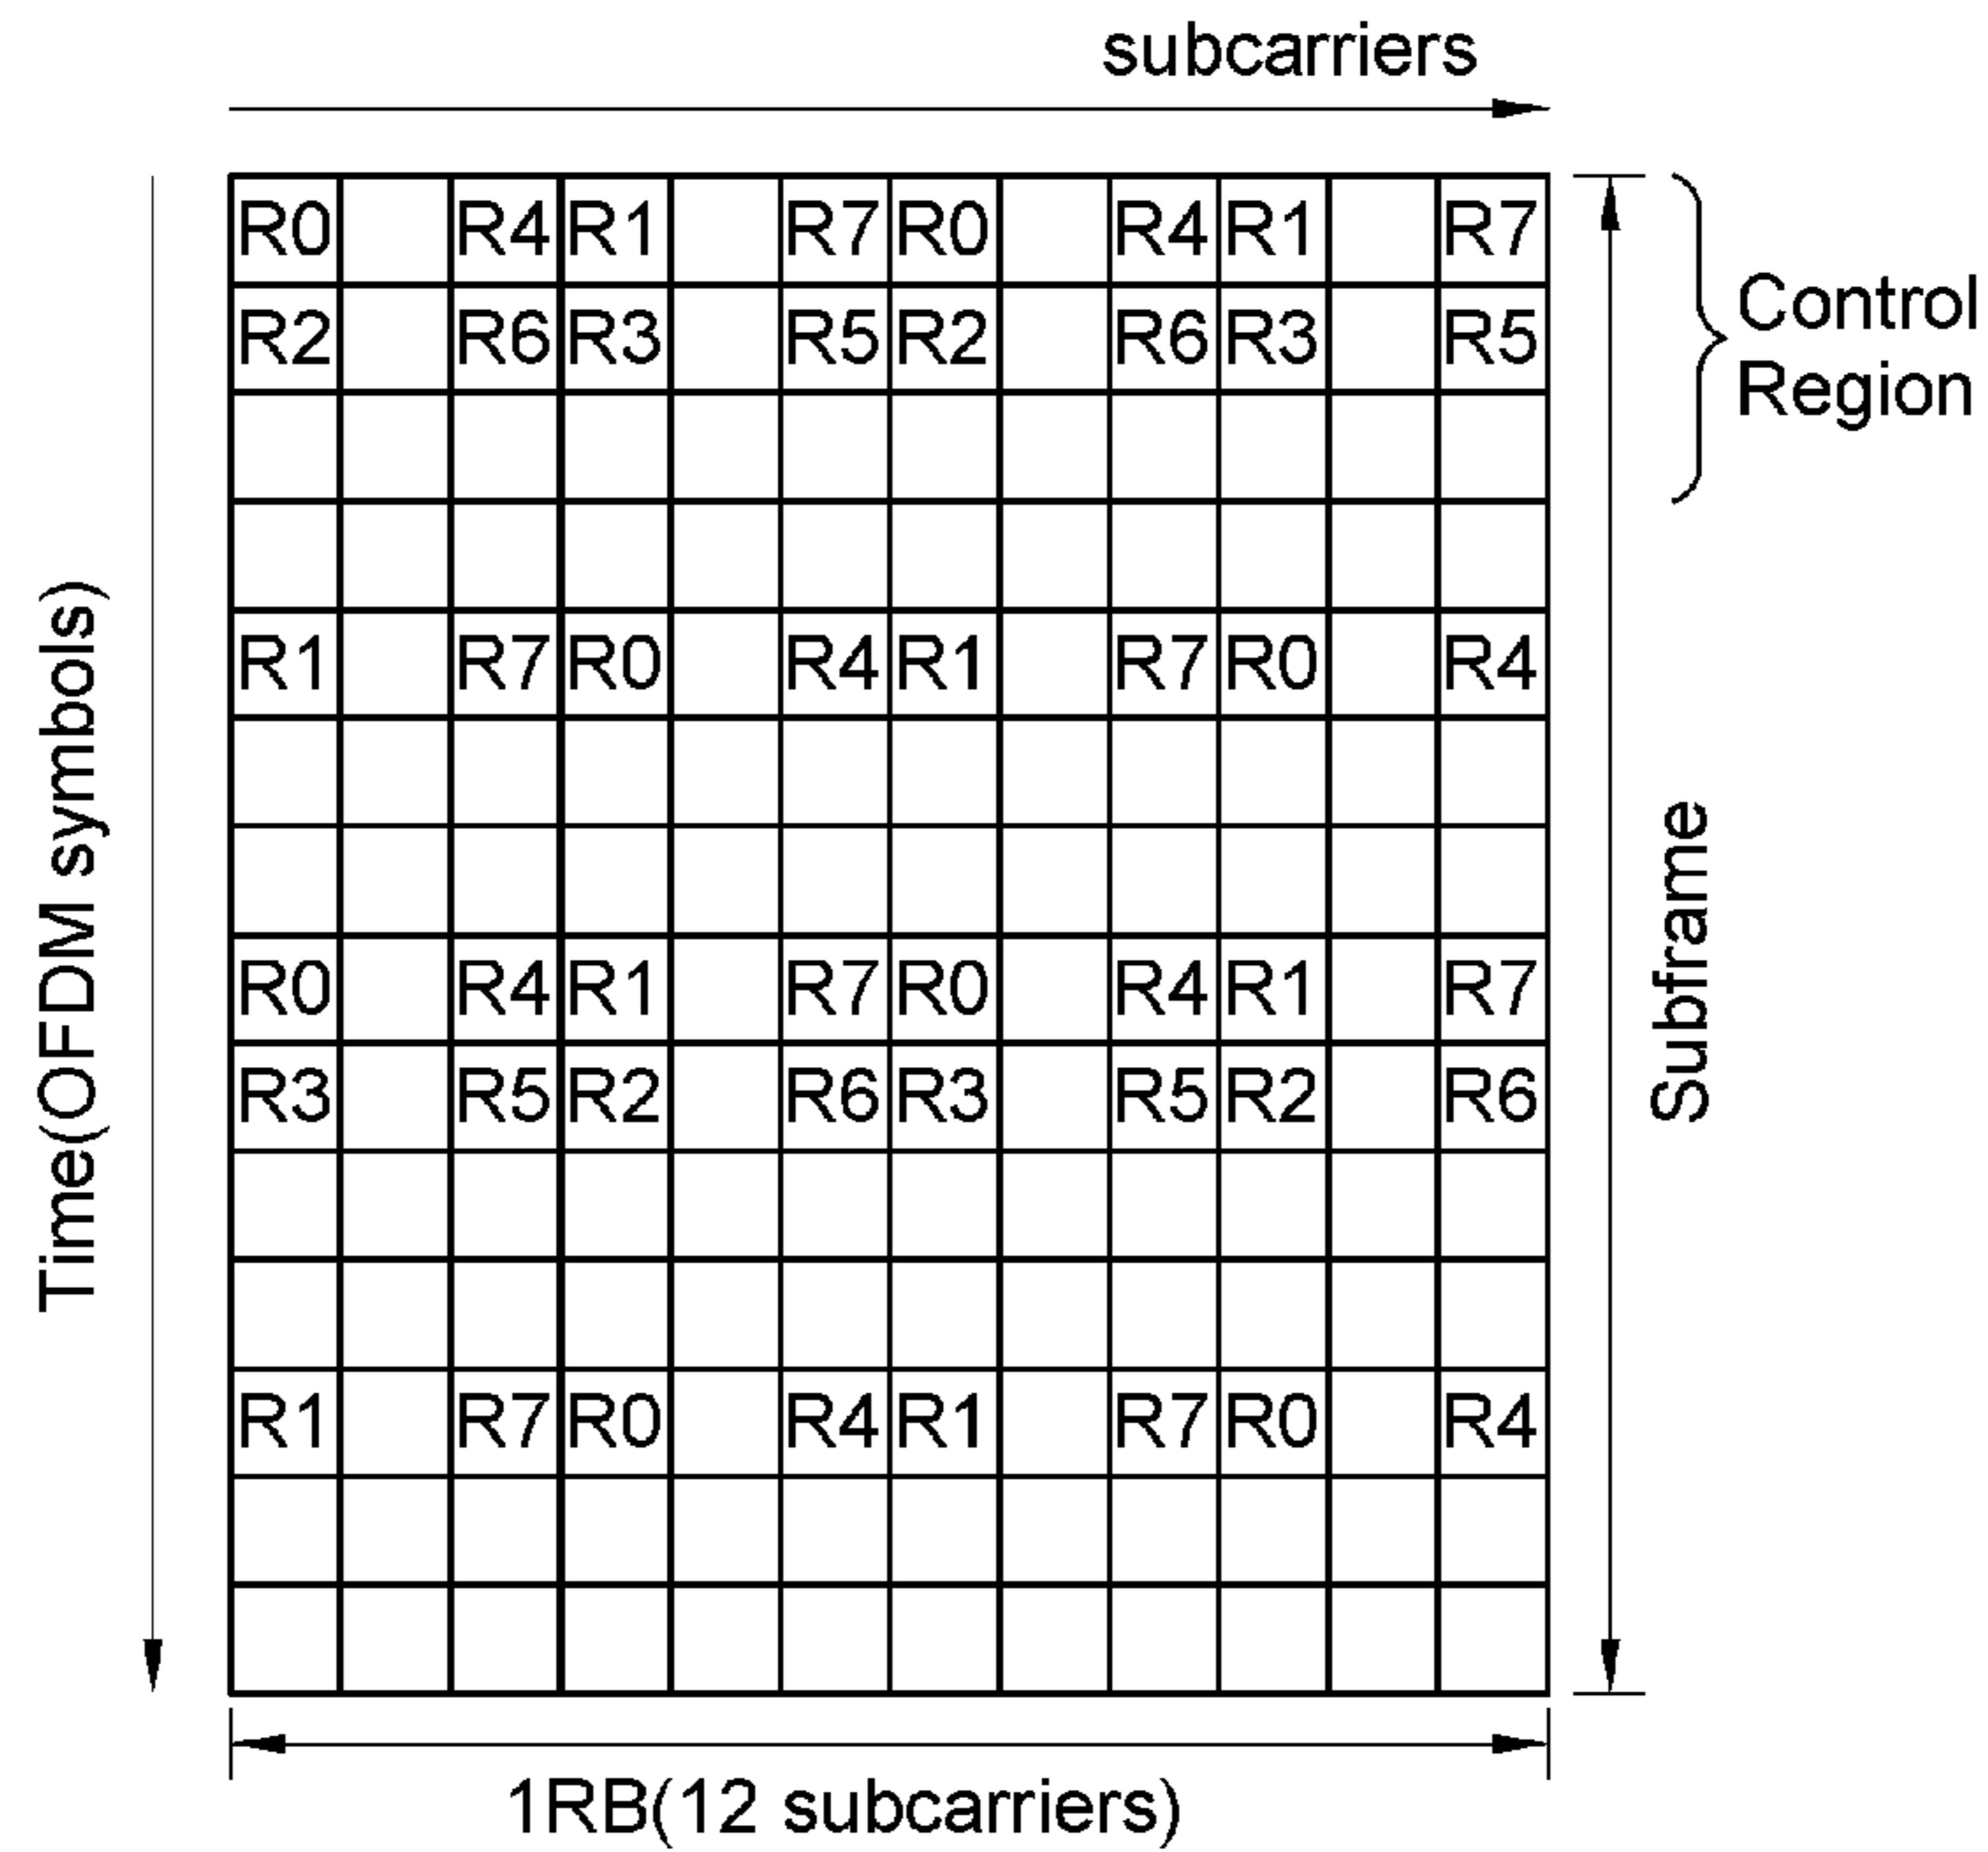 subcarriers
R0 R4 R1 R7 R0 R4 R1 R7
R2 R6 R3 R5 R2 R6 R3 R5
Control
Region
R1 R7 R0 R4 R1 R7 R0 R4
Time(OFDM symbols)
Subframe
R0 R4 R1 R7 R0 R4 R1 R7
R3 R5 R2 R6 R3 R5 R2 R6
R1 R7 R0 R4 R1 R7 R0 R4
1RB(12 subcarriers)